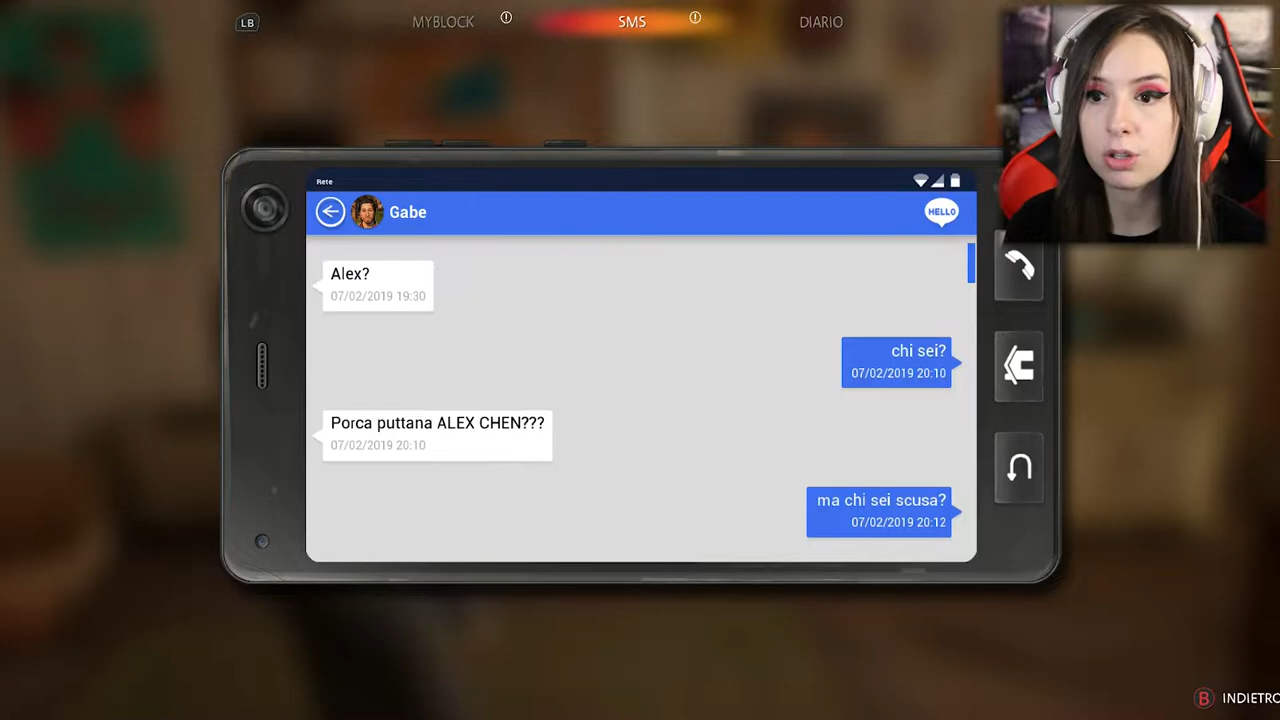 LB
MYBLOCK
SMS
DIARIO
Rete
Gabe
HELLO
Alex?
07/02/2019 19:30
chi sei?
07/02/2019 20:10
Porca puttana ALEX CHEN???
07/02/2019 20:10
ma chi sei scusa?
07/02/2019 20:12
B INDIETRO